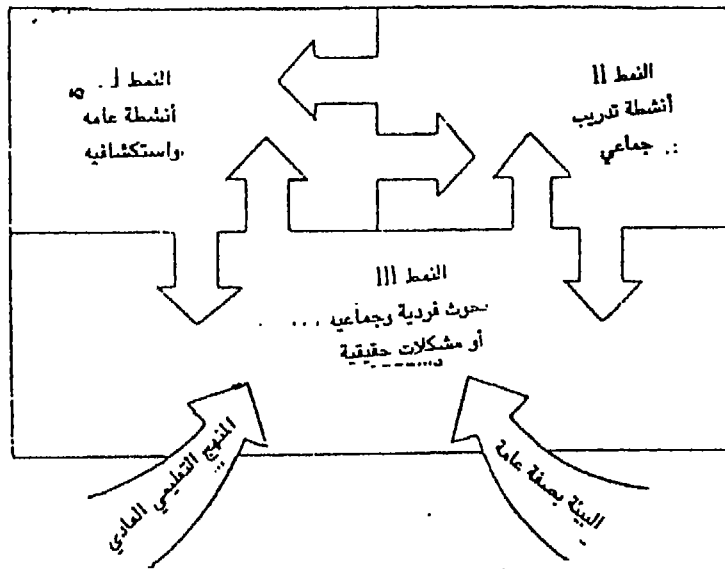 النمط II
أنشطة تدريب
جماعي
النمط I
أنشطة عامه
واستكشافيه
النمط III
بحوث فردية وجماعيه ...
أو مشكلات حقيقية
المنهج التعليمي العادي
البيئة بصفة عامة